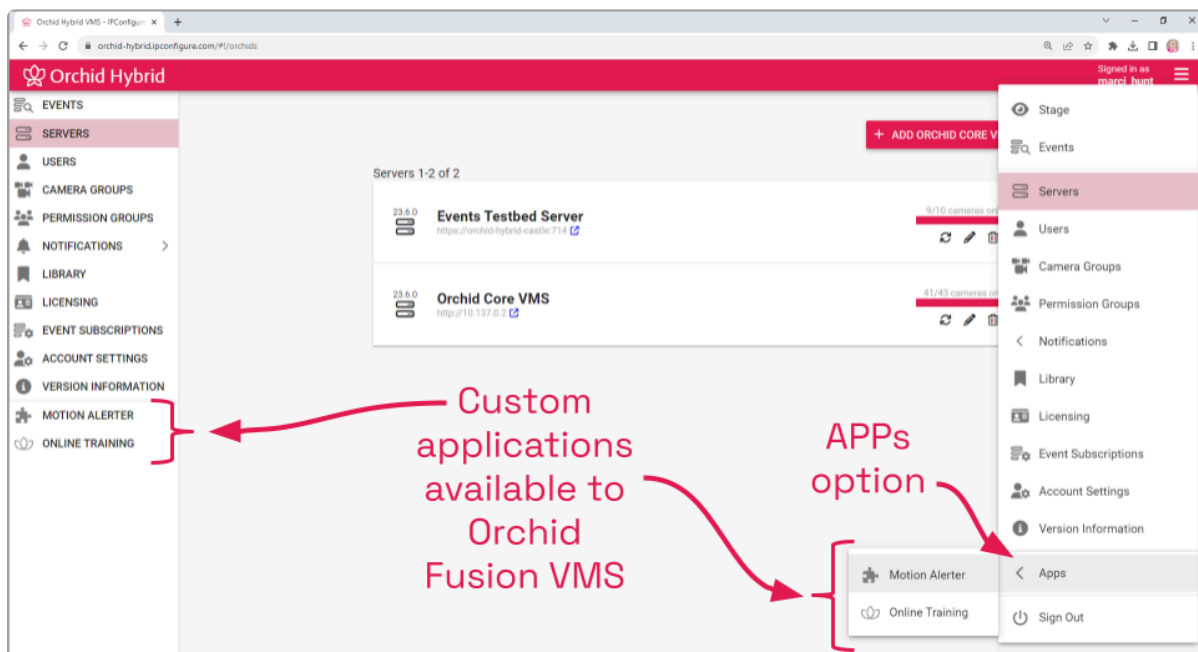 Orchid Hybrid VMS - IPConfigure
orchid-hybrid.ipconfigure.com/#!/orchids
Orchid Hybrid
Signed in as
marci_hunt
EVENTS
SERVERS
USERS
CAMERA GROUPS
PERMISSION GROUPS
NOTIFICATIONS
LIBRARY
LICENSING
EVENT SUBSCRIPTIONS
ACCOUNT SETTINGS
VERSION INFORMATION
MOTION ALERTER
ONLINE TRAINING
+ ADD ORCHID CORE V
Servers 1-2 of 2
23.6.0
Events Testbed Server
https://orchid-hybrid-castle:714
9/10 cameras on
23.6.0
Orchid Core VMS
http://10.137.0.2
41/43 cameras on
Custom
applications
available to
Orchid
Fusion VMS
APPs
option
Stage
Events
Servers
Users
Camera Groups
Permission Groups
Notifications
Library
Licensing
Event Subscriptions
Account Settings
Version Information
Apps
Sign Out
Motion Alerter
Online Training